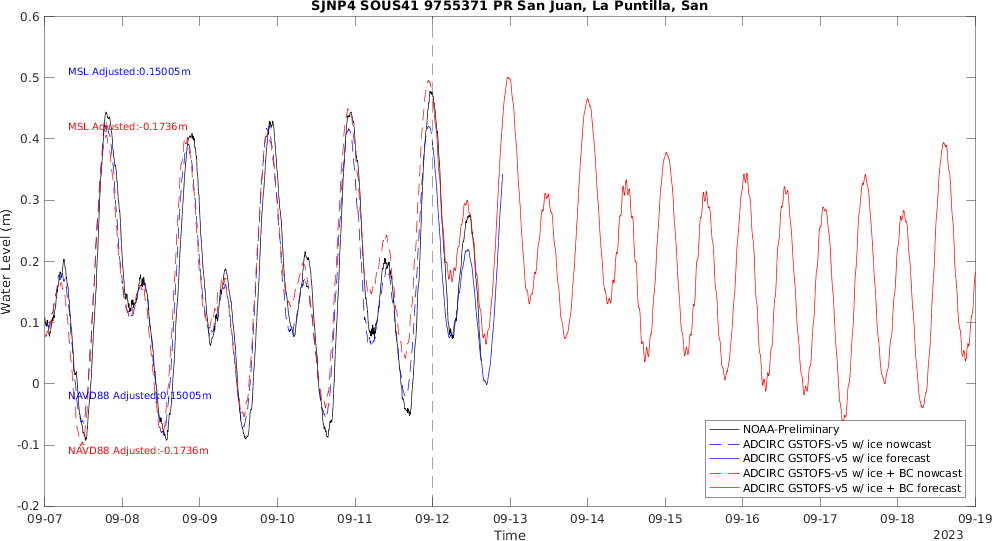 SJNP4 SOUS41 9755371 PR San Juan, La Puntilla, San
0.6
0.5
0.4
0.3
0.2
0.1
0
-0.1
-0.2
Water Level (m)
MSL Adjusted:0.15005m
MSL Adjusted:-0.1736m
NAVD88 Adjusted:0.15005m
NAVD88 Adjusted:-0.1736m
NOAA-Preliminary
ADCIRC GSTOFS-v5 w/ ice nowcast
ADCIRC GSTOFS-v5 w/ ice forecast
ADCIRC GSTOFS-v5 w/ ice + BC nowcast
ADCIRC GSTOFS-v5 w/ ice + BC forecast
09-07 09-08 09-09 09-10 09-11 09-12 09-13 09-14 09-15 09-16 09-17 09-18 09-19
Time
2023